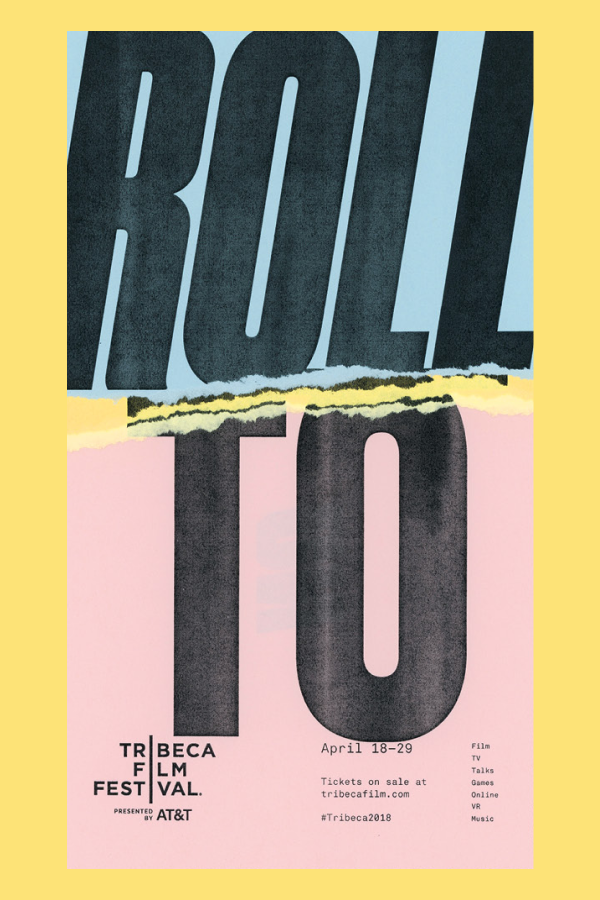 ROLL
TO
TRIBECA
FILM
FESTIVAL.
PRESENTED
BY AT&T
April 18–29
Tickets on sale at
tribecafilm.com
#Tribeca2018
Film
TV
Talks
Games
Online
VR
Music